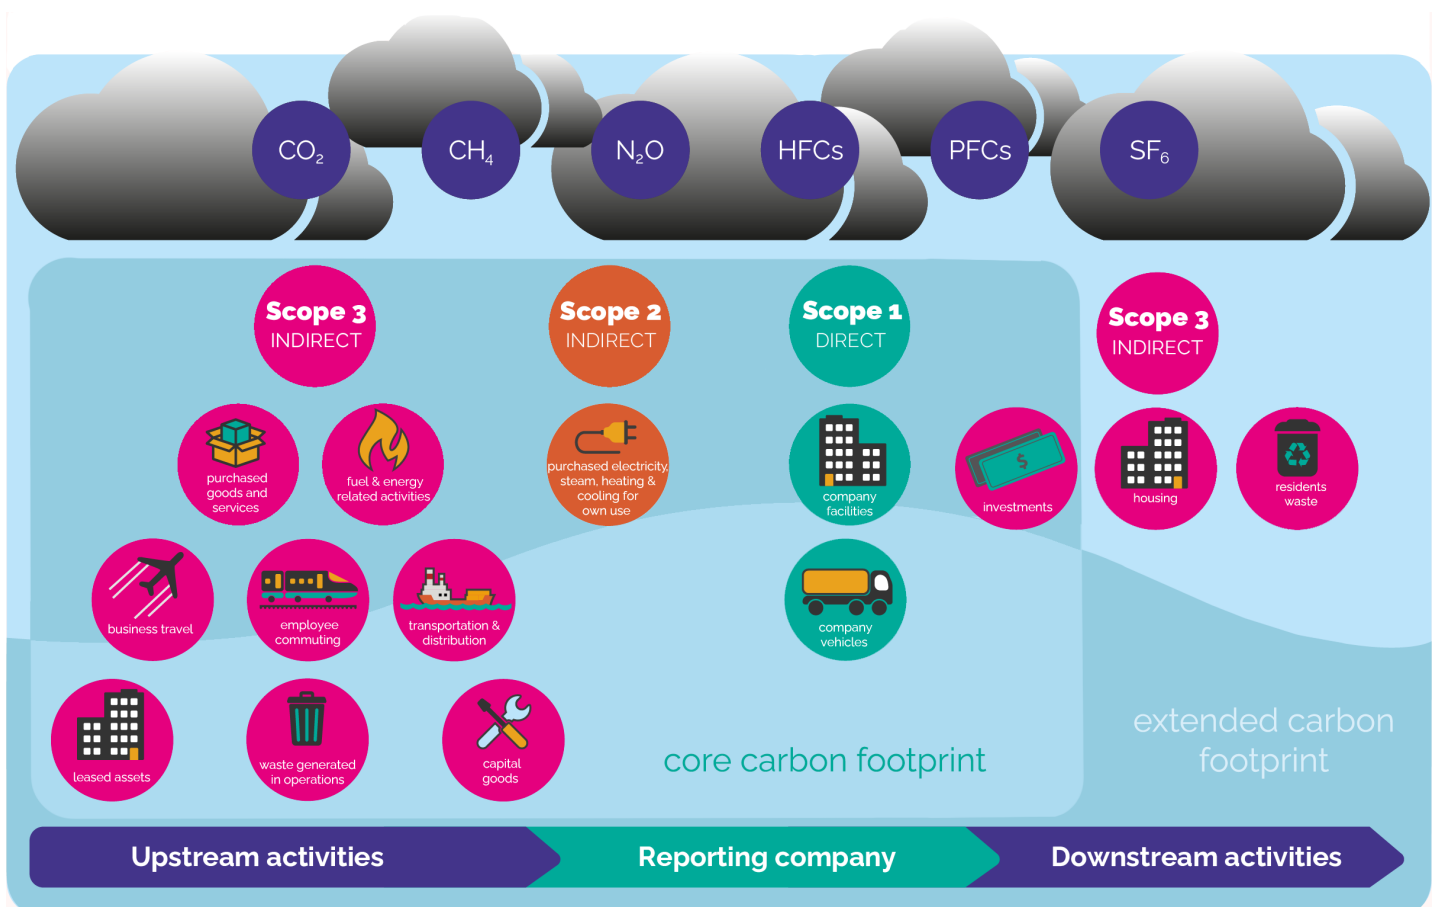 CO₂
CH₄
N₂O
HFCs
PFCs
SF₆
Scope 3
INDIRECT
Scope 2
INDIRECT
Scope 1
DIRECT
Scope 3
INDIRECT
purchased
goods and
services
fuel & energy
related activities
purchased electricity,
steam, heating &
cooling for
own use
company
facilities
$
investments
housing
residents
waste
business travel
employee
commuting
transportation &
distribution
company
vehicles
leased assets
waste generated
in operations
capital
goods
core carbon footprint
extended carbon
footprint
Upstream activities
Reporting company
Downstream activities